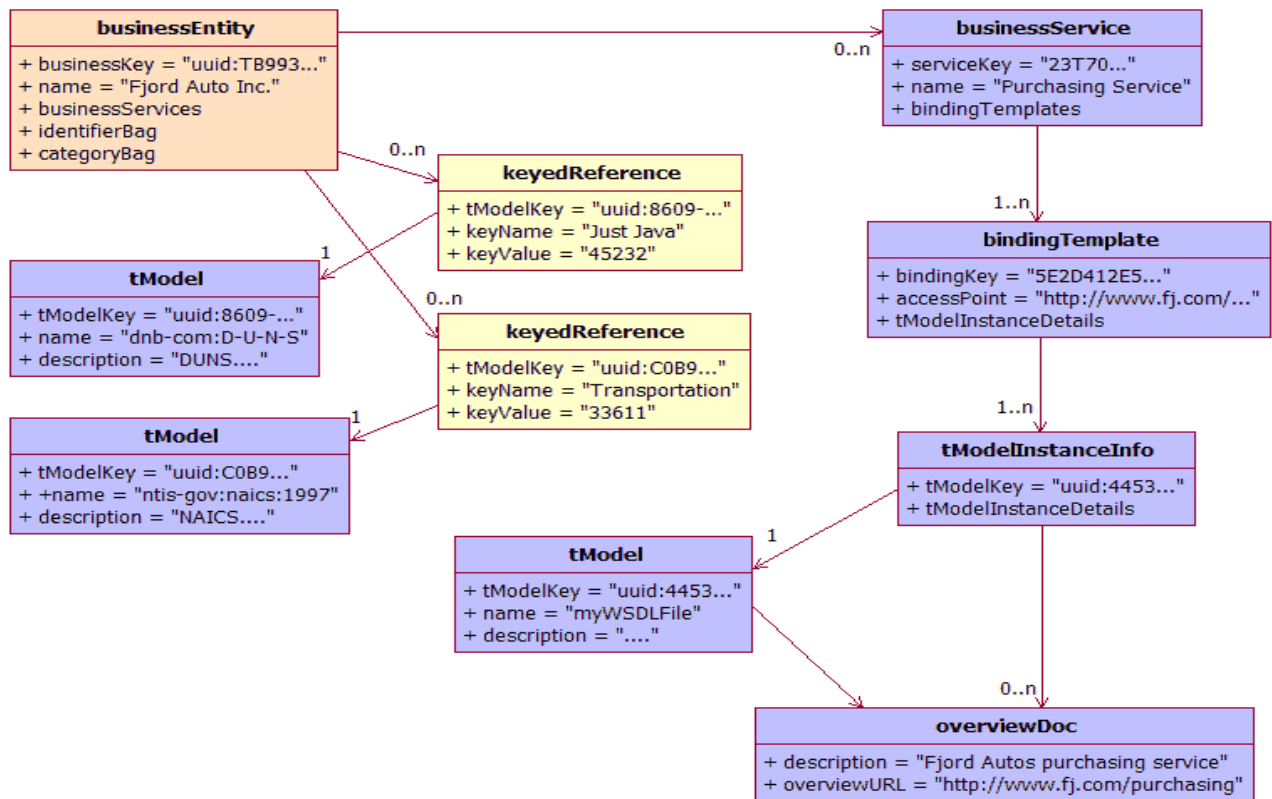 businessEntity
+ businessKey = "uuid:TB993..."
+ name = "Fjord Auto Inc."
+ businessServices
+ identifierBag
+ categoryBag
0..n
businessService
+ serviceKey = "23T70..."
+ name = "Purchasing Service"
+ bindingTemplates
0..n
keyedReference
+ tModelKey = "uuid:8609-..."
+ keyName = "Just Java"
+ keyValue = "45232"
1
tModel
+ tModelKey = "uuid:8609-..."
+ name = "dnb-com:D-U-N-S"
+ description = "DUNS...."
0..n
keyedReference
+ tModelKey = "uuid:C0B9..."
+ keyName = "Transportation"
+ keyValue = "33611"
1
tModel
+ tModelKey = "uuid:C0B9..."
+ +name = "ntis-gov:naics:1997"
+ description = "NAICS...."
1..n
bindingTemplate
+ bindingKey = "5E2D412E5..."
+ accessPoint = "http://www.fj.com/..."
+ tModelInstanceDetails
1..n
tModelInstanceInfo
+ tModelKey = "uuid:4453..."
+ tModelInstanceDetails
1
tModel
+ tModelKey = "uuid:4453..."
+ name = "myWSDLFile"
+ description = "...."
0..n
overviewDoc
+ description = "Fjord Autos purchasing service"
+ overviewURL = "http://www.fj.com/purchasing"